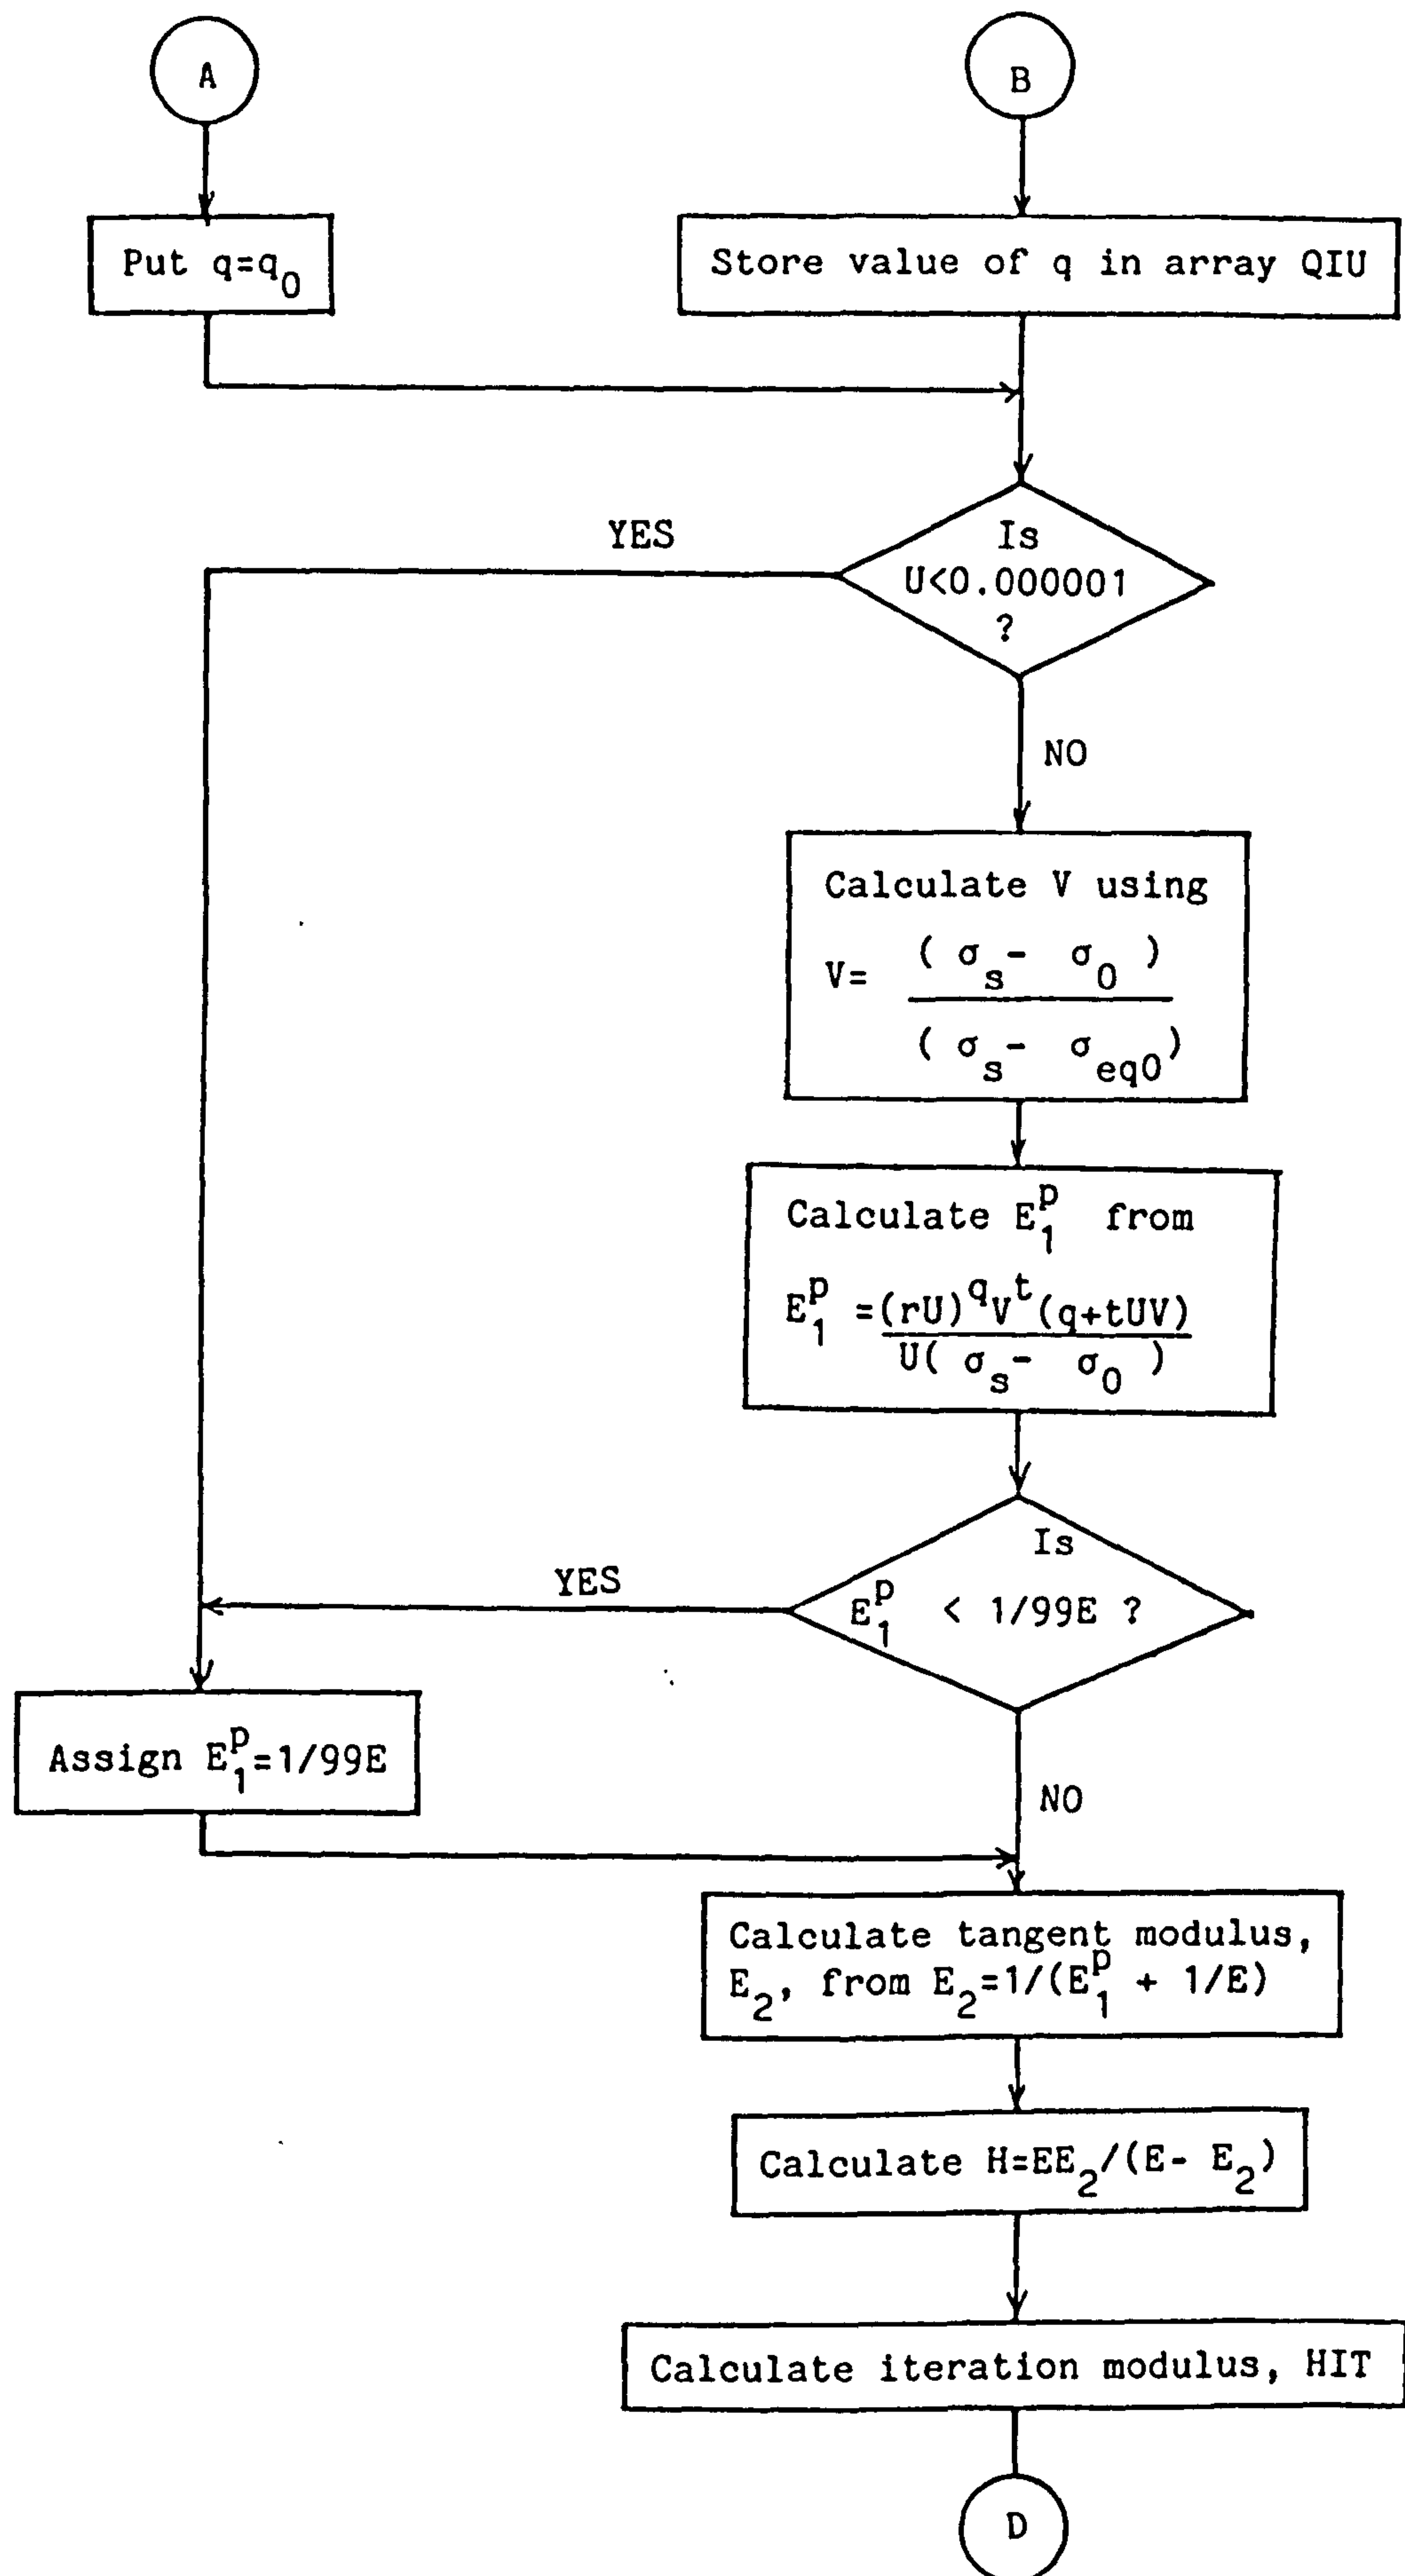 A
B
Put q=q₀
Store value of q in array QIU
YES
Is
U<0.000001
?
NO
Calculate V using
V= ( σₛ- σ₀ )
( σₛ- σ_eq0)
Calculate E₁ᵖ from
E₁ᵖ =(rU)^q V^t (q+tUV)
U( σₛ- σ₀ )
Is
YES
E₁ᵖ < 1/99E ?
Assign E₁ᵖ=1/99E
NO
Calculate tangent modulus,
E₂, from E₂=1/(E₁ᵖ + 1/E)
Calculate H=EE₂/(E- E₂)
Calculate iteration modulus, HIT
D